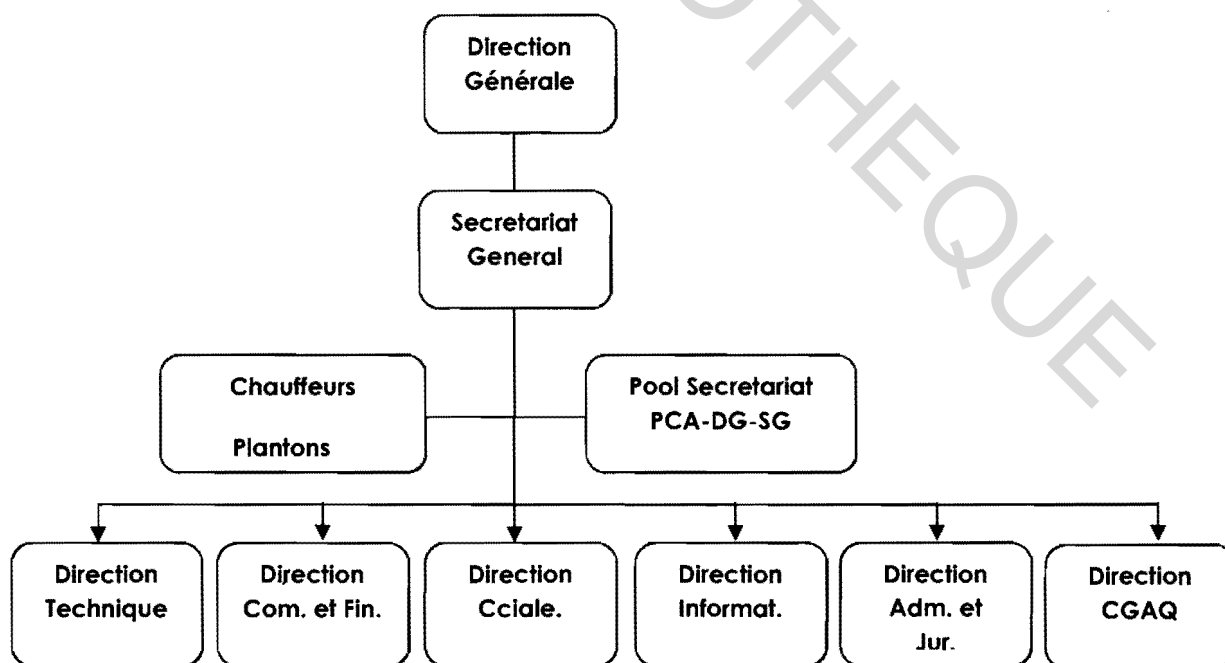 OTHEQUE
Direction
Générale
Secretariat
General
Chauffeurs
Plantons
Pool Secretariat
PCA-DG-SG
Direction
Technique
Direction
Com. et Fin.
Direction
Cciale.
Direction
Informat.
Direction
Adm. et
Jur.
Direction
CGAQ